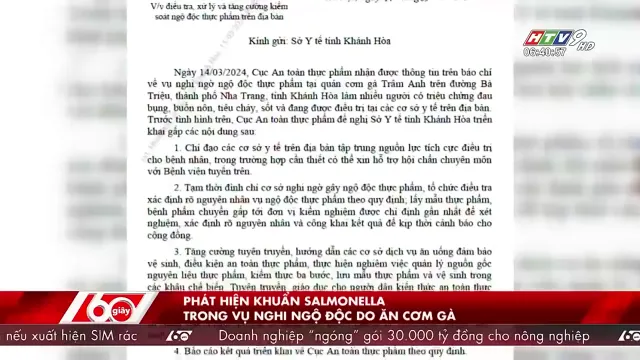 V/v điều tra, xử lý và tăng cường kiểm
soát ngộ độc thực phẩm trên địa bàn
HTV9 HD
06:40:57
Kính gửi: Sở Y tế tỉnh Khánh Hòa
Ngày 14/03/2024, Cục An toàn thực phẩm nhận được thông tin trên báo chí
về vụ nghi ngờ ngộ độc thực phẩm tại quán cơm gà Trâm Anh trên đường Bà
Triệu, thành phố Nha Trang, tỉnh Khánh Hòa làm nhiều người có triệu chứng đau
bụng, buồn nôn, tiêu chảy, sốt và đang được điều trị tại các cơ sở y tế trên địa bàn.
Trước tình hình trên, Cục An toàn thực phẩm đề nghị Sở Y tế tỉnh Khánh Hòa triển
khai gấp các nội dung sau:
1. Chỉ đạo các cơ sở y tế trên địa bàn tập trung nguồn lực tích cực điều trị
cho bệnh nhân, trong trường hợp cần thiết có thể xin hỗ trợ hội chẩn chuyên môn
với Bệnh viện tuyến trên.
2. Tạm thời đình chỉ cơ sở nghi ngờ gây ngộ độc thực phẩm, tổ chức điều tra
xác định rõ nguyên nhân vụ ngộ độc thực phẩm theo quy định; lấy mẫu thực phẩm,
bệnh phẩm chuyển gấp tới đơn vị kiểm nghiệm được chỉ định gần nhất để xét
nghiệm, xác định rõ nguyên nhân và công khai kết quả để kịp thời cảnh báo cho
cộng đồng.
3. Tăng cường tuyên truyền, hướng dẫn các cơ sở dịch vụ ăn uống đảm bảo
vệ sinh, điều kiện an toàn thực phẩm, thực hiện nghiêm việc quản lý nguồn gốc
nguyên liệu thực phẩm, kiểm thực ba bước, lưu mẫu thực phẩm và vệ sinh trong
các khâu chế biến. Tuyên truyền, giáo dục cho người dân kiến thức an toàn thực
60 giây
PHÁT HIỆN KHUẨN SALMONELLA
TRONG VỤ NGHI NGỘ ĐỘC DO ĂN CƠM GÀ
nếu xuất hiện SIM rác
Doanh nghiệp "ngóng" gói 30.000 tỷ đồng cho nông nghiệp
4. Báo cáo kết quả triển khai về Cục An toàn thực phẩm theo quy định.